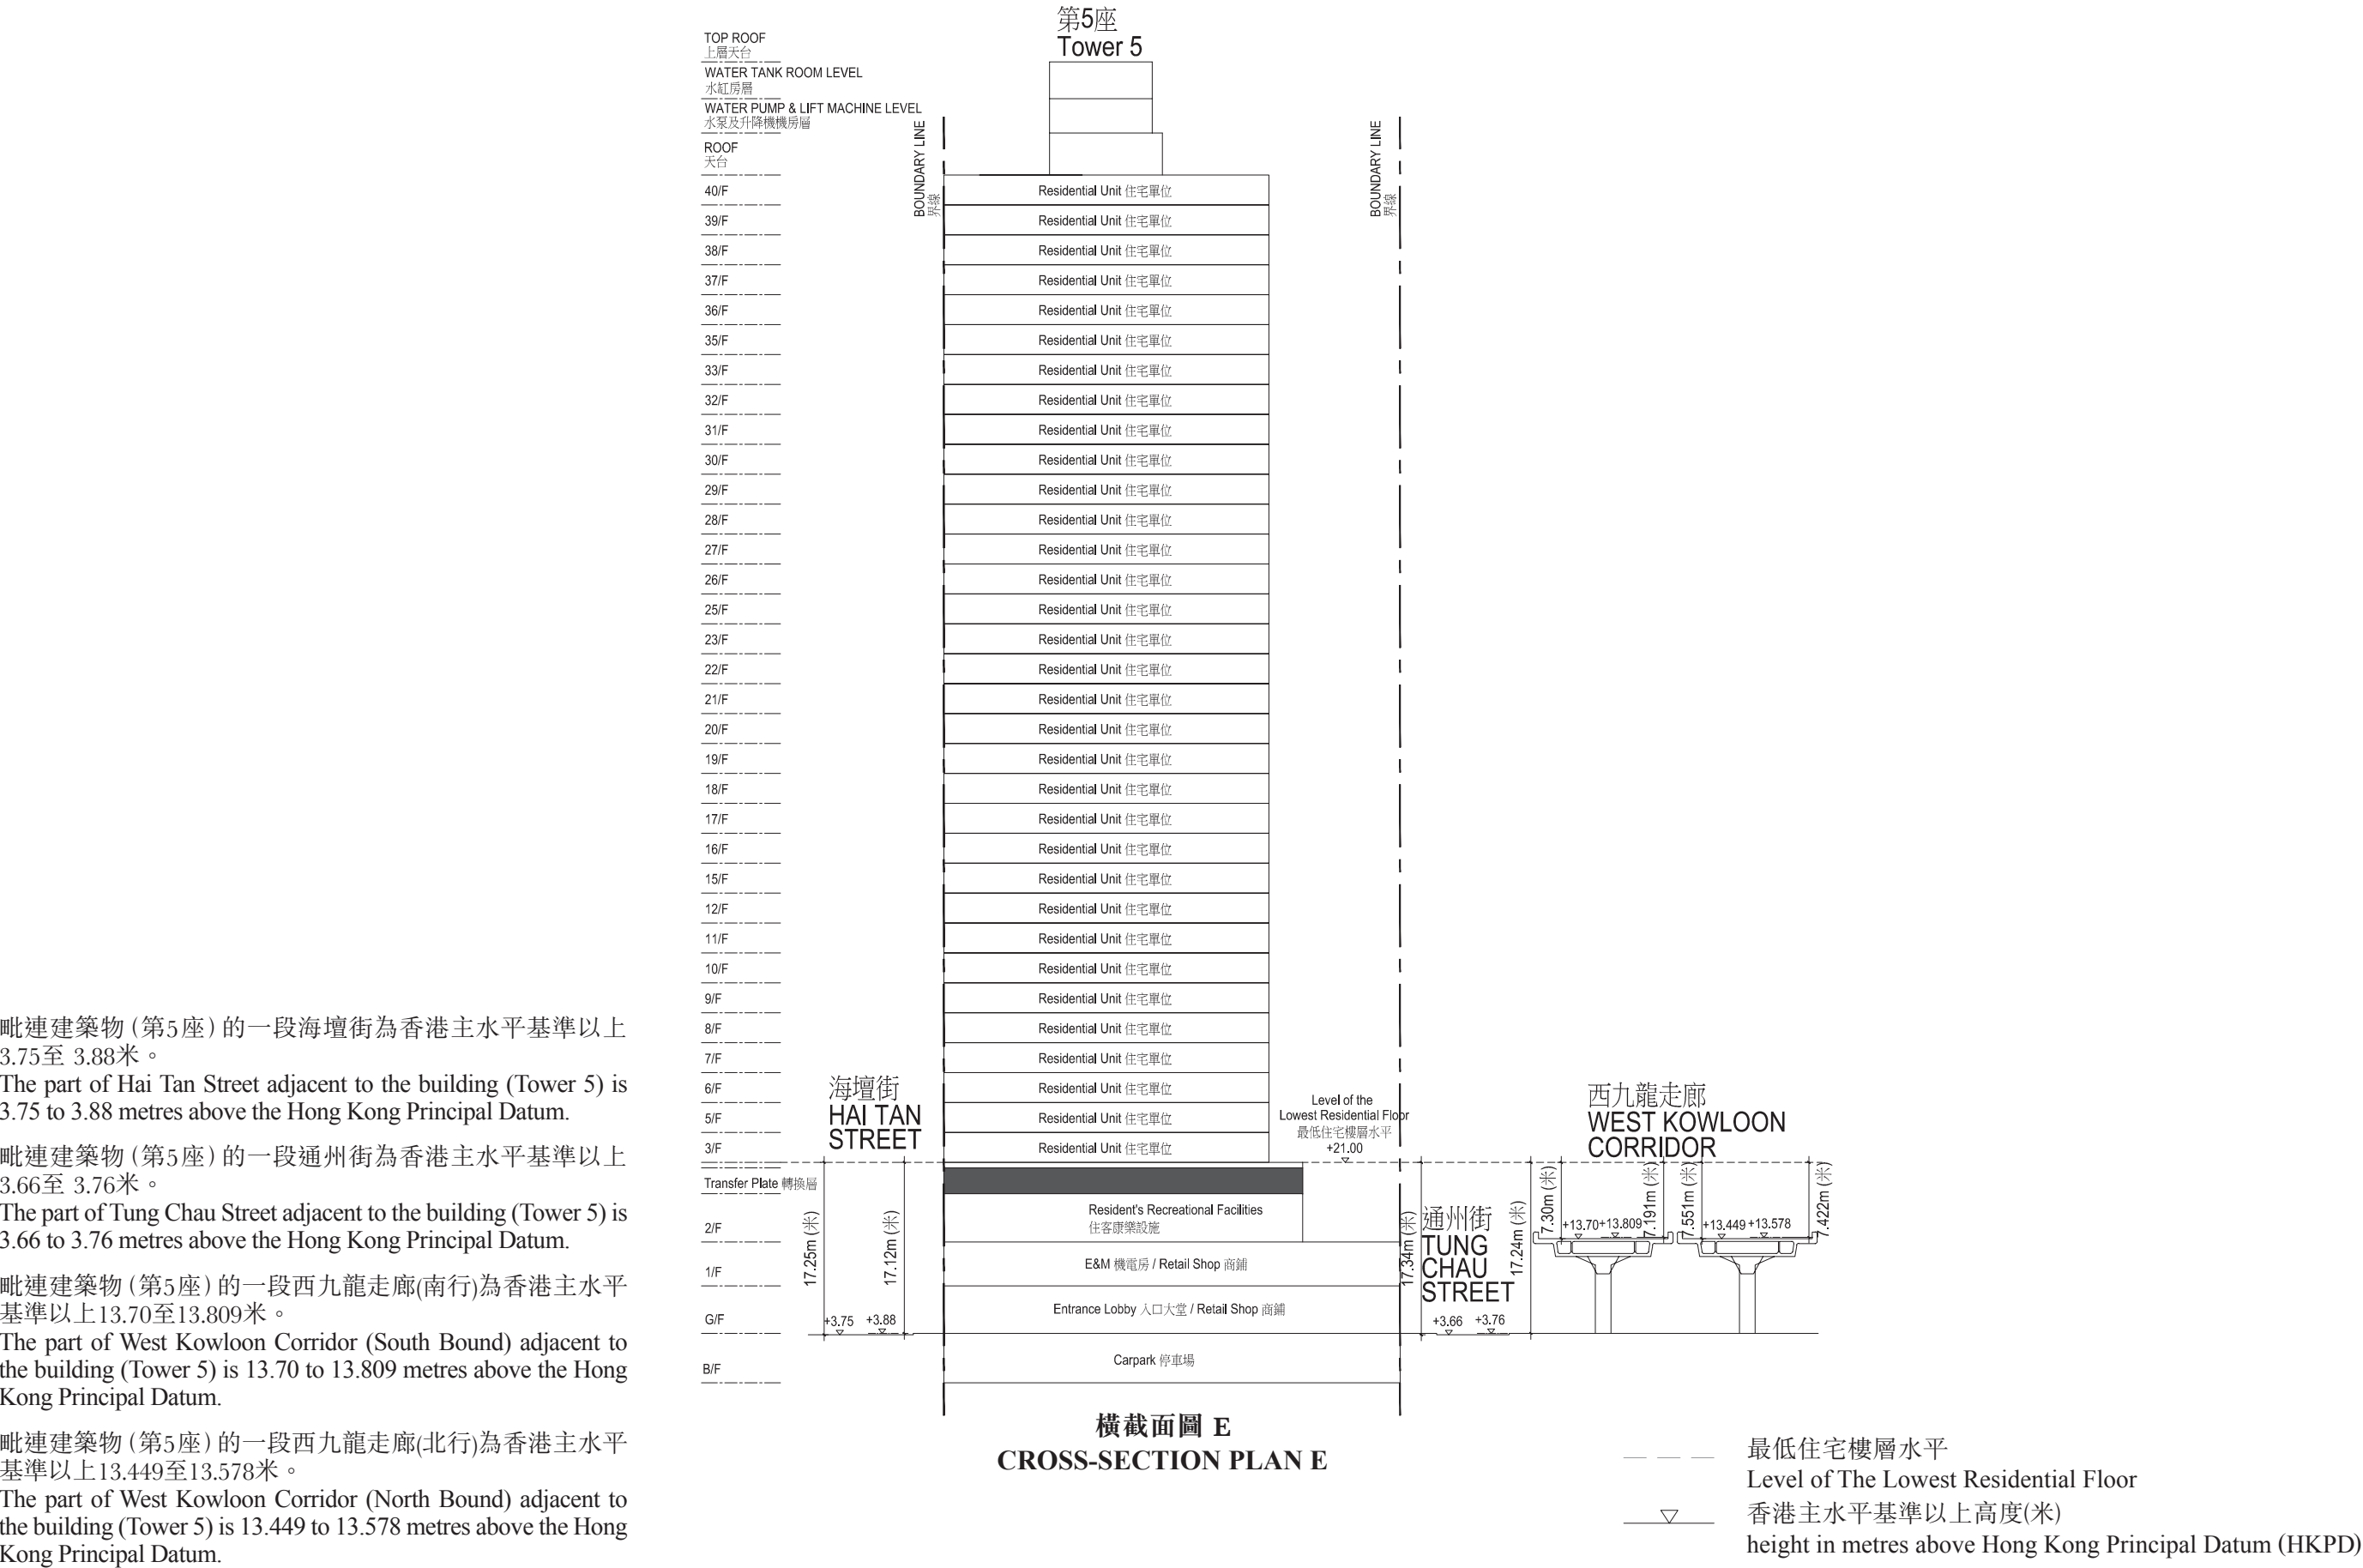 第5座
Tower 5
TOP ROOF
上層天台
WATER TANK ROOM LEVEL
水缸房層
WATER PUMP & LIFT MACHINE LEVEL
水泵及升降機機房層
ROOF
天台
BOUNDARY LINE
界線
BOUNDARY LINE
界線
40/F Residential Unit 住宅單位
39/F Residential Unit 住宅單位
38/F Residential Unit 住宅單位
37/F Residential Unit 住宅單位
36/F Residential Unit 住宅單位
35/F Residential Unit 住宅單位
33/F Residential Unit 住宅單位
32/F Residential Unit 住宅單位
31/F Residential Unit 住宅單位
30/F Residential Unit 住宅單位
29/F Residential Unit 住宅單位
28/F Residential Unit 住宅單位
27/F Residential Unit 住宅單位
26/F Residential Unit 住宅單位
25/F Residential Unit 住宅單位
23/F Residential Unit 住宅單位
22/F Residential Unit 住宅單位
21/F Residential Unit 住宅單位
20/F Residential Unit 住宅單位
19/F Residential Unit 住宅單位
18/F Residential Unit 住宅單位
17/F Residential Unit 住宅單位
16/F Residential Unit 住宅單位
15/F Residential Unit 住宅單位
12/F Residential Unit 住宅單位
11/F Residential Unit 住宅單位
10/F Residential Unit 住宅單位
9/F Residential Unit 住宅單位
8/F Residential Unit 住宅單位
7/F Residential Unit 住宅單位
6/F Residential Unit 住宅單位
5/F Residential Unit 住宅單位
3/F Residential Unit 住宅單位
Transfer Plate 轉換層
2/F Resident's Recreational Facilities
住客康樂設施
1/F E&M 機電房 / Retail Shop 商鋪
G/F Entrance Lobby 入口大堂 / Retail Shop 商鋪
B/F Carpark 停車場
海壇街
HAI TAN
STREET
17.25m (米)
17.12m (米)
+3.75 +3.88
Level of the
Lowest Residential Floor
最低住宅樓層水平
+21.00
17.34m (米)
通州街
TUNG
CHAU
STREET
17.24m (米)
+3.66 +3.76
西九龍走廊
WEST KOWLOON
CORRIDOR
7.30m (米)
+13.70 +13.809
7.191m (米)
7.551m (米)
+13.449 +13.578
7.422m (米)
毗連建築物(第5座)的一段海壇街為香港主水平基準以上
3.75至 3.88米。
The part of Hai Tan Street adjacent to the building (Tower 5) is
3.75 to 3.88 metres above the Hong Kong Principal Datum.
毗連建築物(第5座)的一段通州街為香港主水平基準以上
3.66至 3.76米。
The part of Tung Chau Street adjacent to the building (Tower 5) is
3.66 to 3.76 metres above the Hong Kong Principal Datum.
毗連建築物(第5座)的一段西九龍走廊(南行)為香港主水平
基準以上13.70至13.809米。
The part of West Kowloon Corridor (South Bound) adjacent to
the building (Tower 5) is 13.70 to 13.809 metres above the Hong
Kong Principal Datum.
毗連建築物(第5座)的一段西九龍走廊(北行)為香港主水平
基準以上13.449至13.578米。
The part of West Kowloon Corridor (North Bound) adjacent to
the building (Tower 5) is 13.449 to 13.578 metres above the Hong
Kong Principal Datum.
橫截面圖 E
CROSS-SECTION PLAN E
最低住宅樓層水平
Level of The Lowest Residential Floor
香港主水平基準以上高度(米)
height in metres above Hong Kong Principal Datum (HKPD)